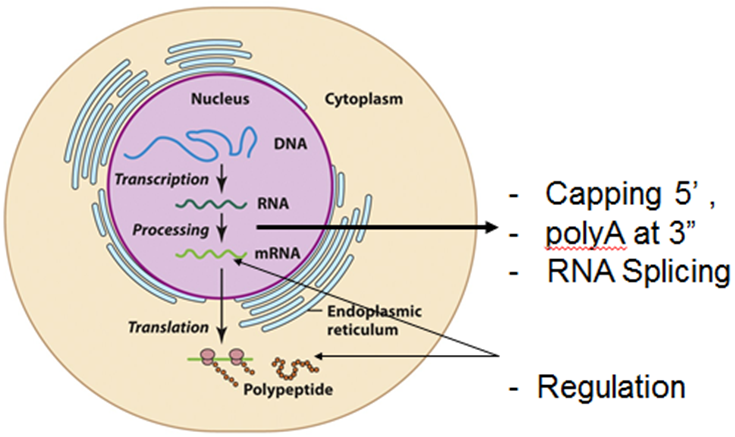 Nucleus
Cytoplasm
DNA
Transcription
RNA
Processing
mRNA
Endoplasmic
reticulum
Translation
Polypeptide
- Capping 5’ ,
- polyA at 3”
- RNA Splicing
- Regulation